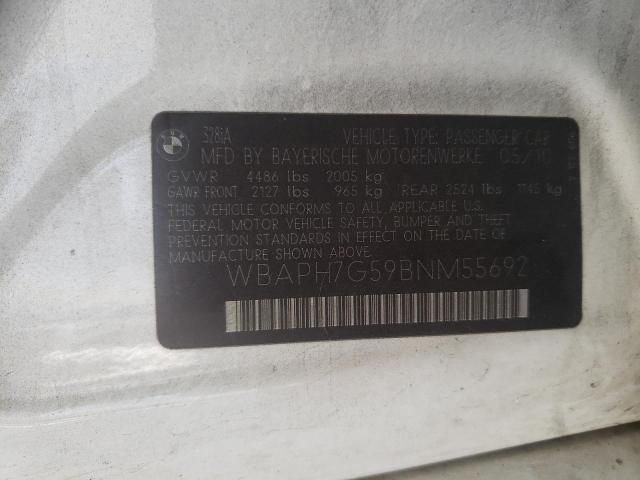 328iA VEHICLE TYPE: PASSENGER CAR
MFD BY BAYERISCHE MOTORENWERKE 05/10
GVWR 4486 lbs 2005 kg
GAWR FRONT 2127 lbs 965 kg REAR 2524 lbs 1145 kg
THIS VEHICLE CONFORMS TO ALL APPLICABLE U.S.
FEDERAL MOTOR VEHICLE SAFETY, BUMPER AND THEFT
PREVENTION STANDARDS IN EFFECT ON THE DATE OF
MANUFACTURE SHOWN ABOVE.
WBAPH7G59BNM55692